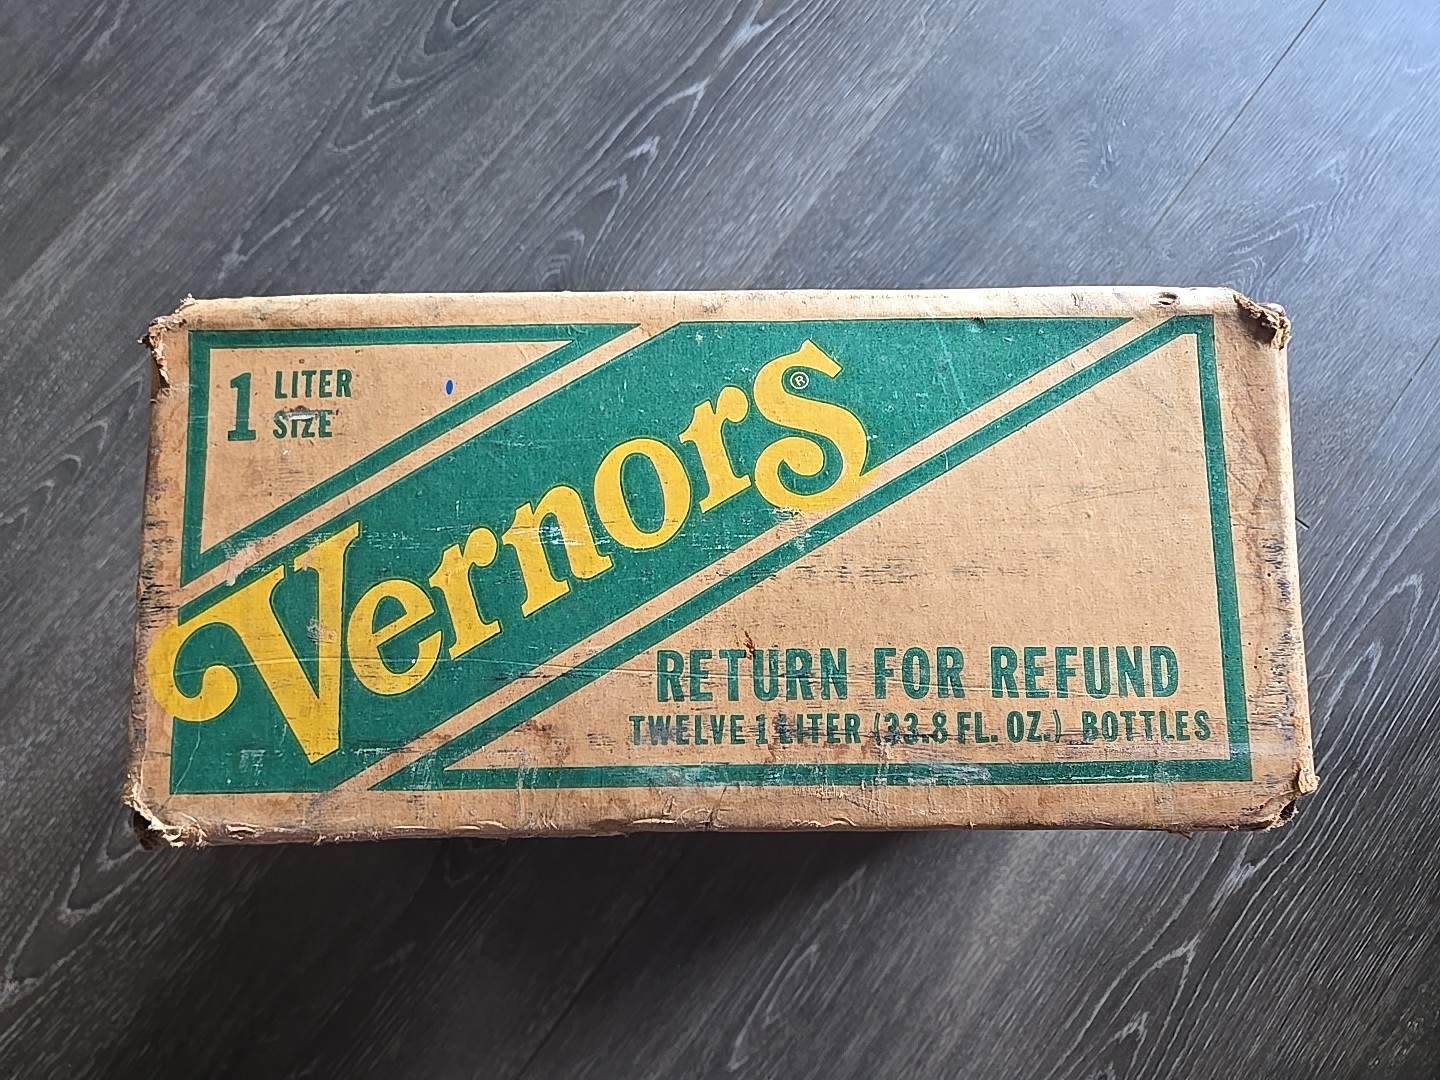 1 LITER
SIZE
Vernors ®
RETURN FOR REFUND
TWELVE 1 LITER (33.8 FL. OZ.) BOTTLES